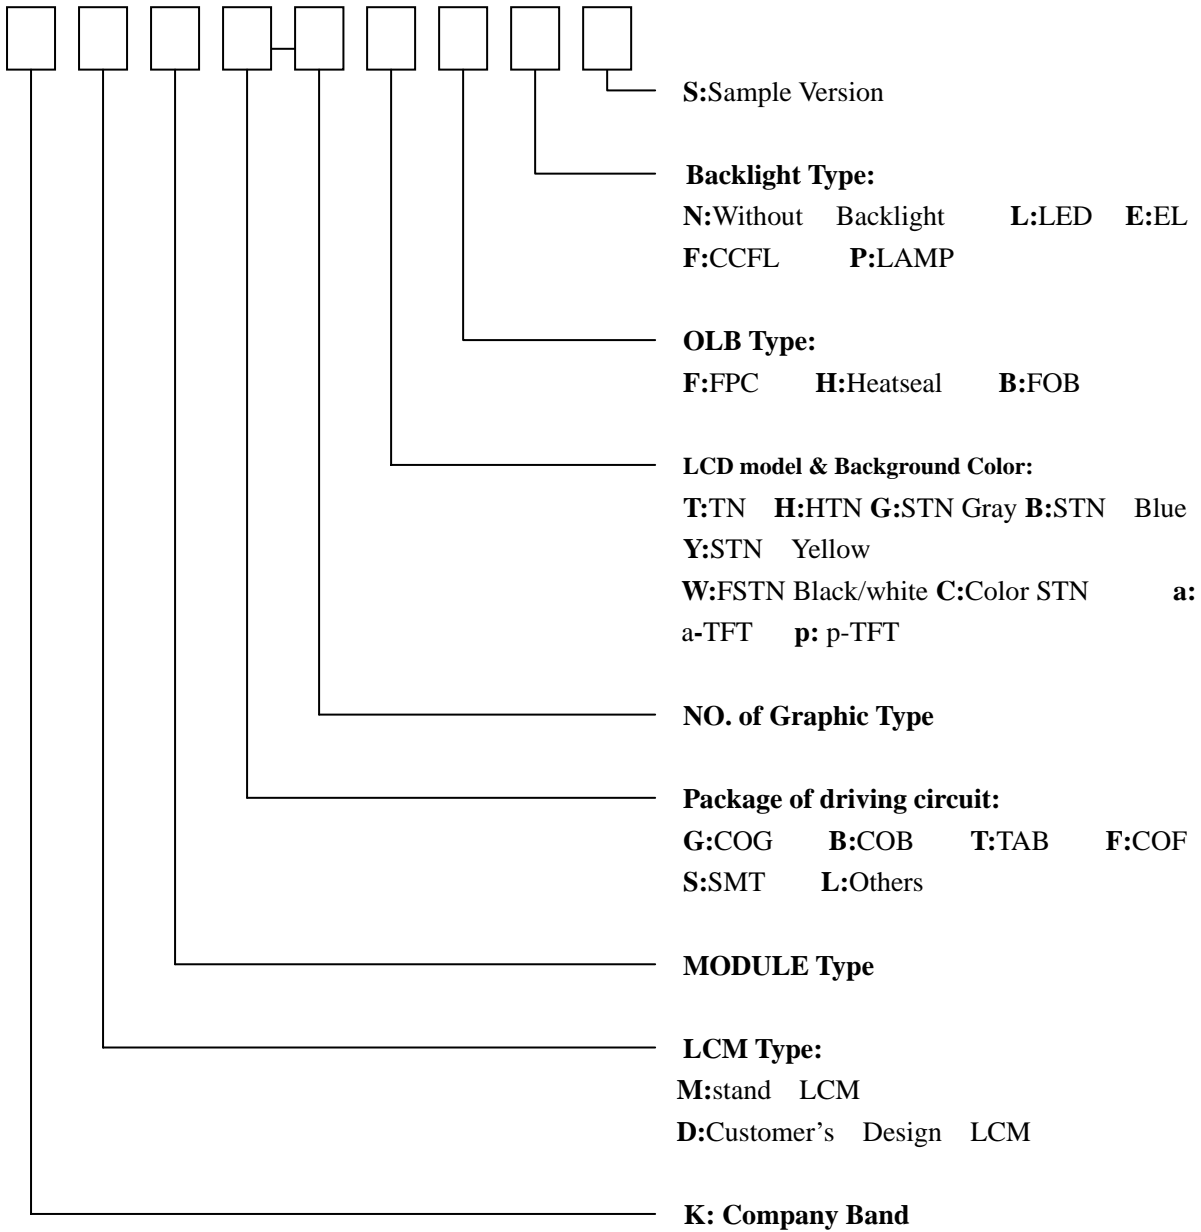 S:Sample Version
Backlight Type:
N:Without Backlight L:LED E:EL
F:CCFL P:LAMP
OLB Type:
F:FPC H:Heatseal B:FOB
LCD model & Background Color:
T:TN H:HTN G:STN Gray B:STN Blue
Y:STN Yellow
W:FSTN Black/white C:Color STN a:
a-TFT p: p-TFT
NO. of Graphic Type
Package of driving circuit:
G:COG B:COB T:TAB F:COF
S:SMT L:Others
MODULE Type
LCM Type:
M:stand LCM
D:Customer's Design LCM
K: Company Band